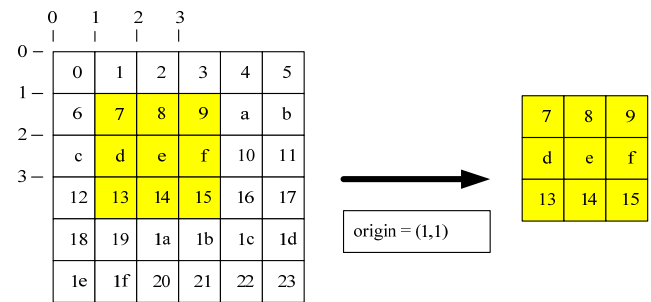 0 1 2 3
0
0 1 2 3 4 5
1
6 7 8 9 a b
7 8 9
2
c d e f 10 11
d e f
3
12 13 14 15 16 17
13 14 15
origin = (1,1)
18 19 1a 1b 1c 1d
1e 1f 20 21 22 23